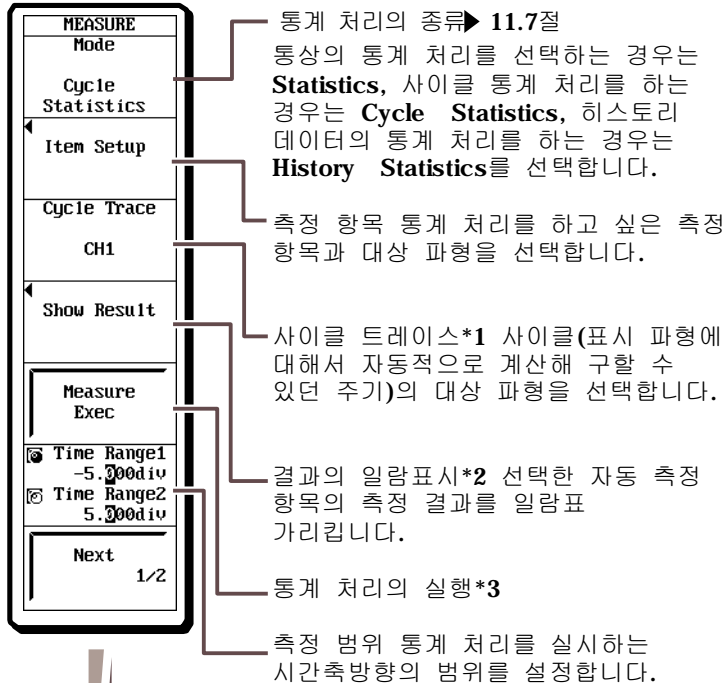 MEASURE
Mode
Cycle
Statistics
Item Setup
Cycle Trace
CH1
Show Result
Measure
Exec
Time Range1
-5.000div
Time Range2
5.000div
Next
1/2
통계 처리의 종류▶ 11.7절
통상의 통계 처리를 선택하는 경우는
Statistics, 사이클 통계 처리를 하는
경우는 Cycle Statistics, 히스토리
데이터의 통계 처리를 하는 경우는
History Statistics를 선택합니다.
측정 항목 통계 처리를 하고 싶은 측정
항목과 대상 파형을 선택합니다.
사이클 트레이스*1 사이클(표시 파형에
대해서 자동적으로 계산해 구할 수
있던 주기)의 대상 파형을 선택합니다.
결과의 일람표시*2 선택한 자동 측정
항목의 측정 결과를 일람표
가리킵니다.
통계 처리의 실행*3
측정 범위 통계 처리를 실시하는
시간축방향의 범위를 설정합니다.